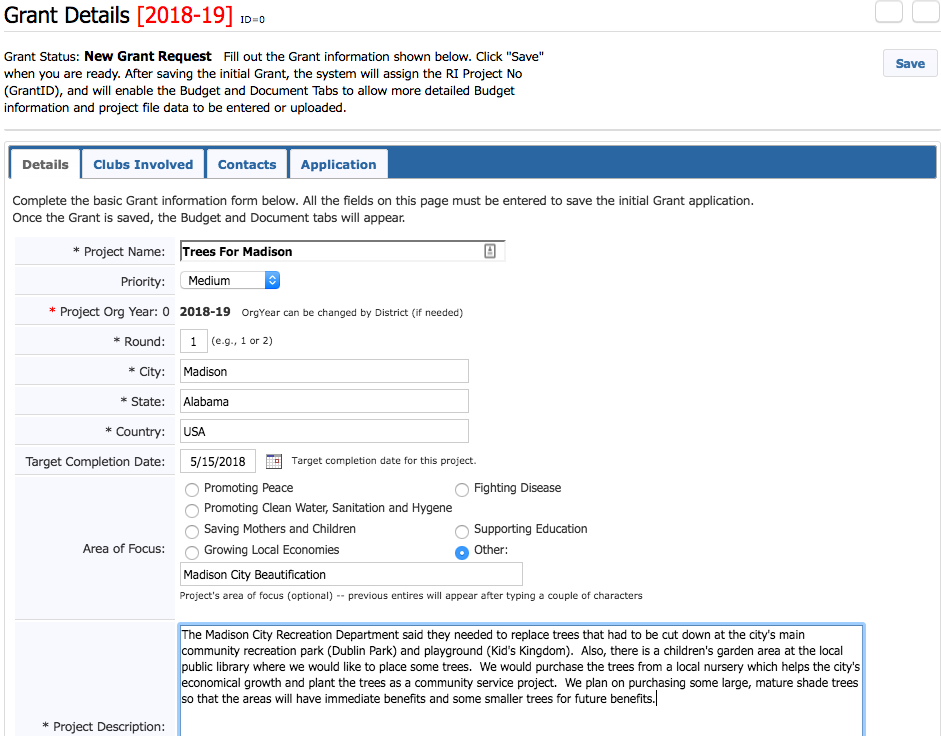 Grant Details [2018-19] ID=0
Grant Status: New Grant Request Fill out the Grant information shown below. Click "Save"
when you are ready. After saving the initial Grant, the system will assign the RI Project No
(GrantID), and will enable the Budget and Document Tabs to allow more detailed Budget
information and project file data to be entered or uploaded.
Save
Details Clubs Involved Contacts Application
Complete the basic Grant information form below. All the fields on this page must be entered to save the initial Grant application.
Once the Grant is saved, the Budget and Document tabs will appear.
* Project Name: Trees For Madison
Priority: Medium
* Project Org Year: 0 2018-19 OrgYear can be changed by District (if needed)
* Round: 1 (e.g., 1 or 2)
* City: Madison
* State: Alabama
* Country: USA
Target Completion Date: 5/15/2018 Target completion date for this project.
Promoting Peace Fighting Disease
Promoting Clean Water, Sanitation and Hygene
Saving Mothers and Children Supporting Education
Area of Focus: Growing Local Economies Other:
Madison City Beautification
Project's area of focus (optional) -- previous entires will appear after typing a couple of characters
The Madison City Recreation Department said they needed to replace trees that had to be cut down at the city's main
community recreation park (Dublin Park) and playground (Kid's Kingdom). Also, there is a children's garden area at the local
public library where we would like to place some trees. We would purchase the trees from a local nursery which helps the city's
economical growth and plant the trees as a community service project. We plan on purchasing some large, mature shade trees
so that the areas will have immediate benefits and some smaller trees for future benefits.
* Project Description: